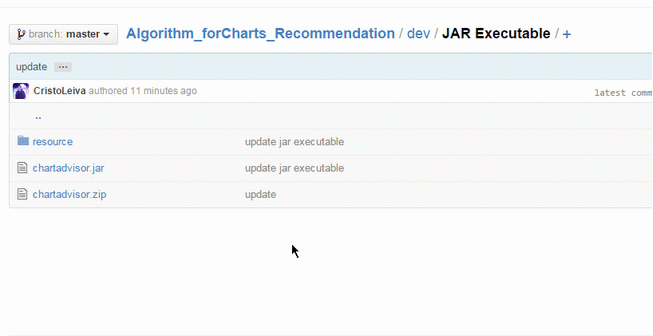 branch: master Algorithm_forCharts_Recommendation / dev / JAR Executable / +
update ...
CristoLeiva authored 11 minutes ago latest comm
..
resource update jar executable
chartadvisor.jar update jar executable
chartadvisor.zip update